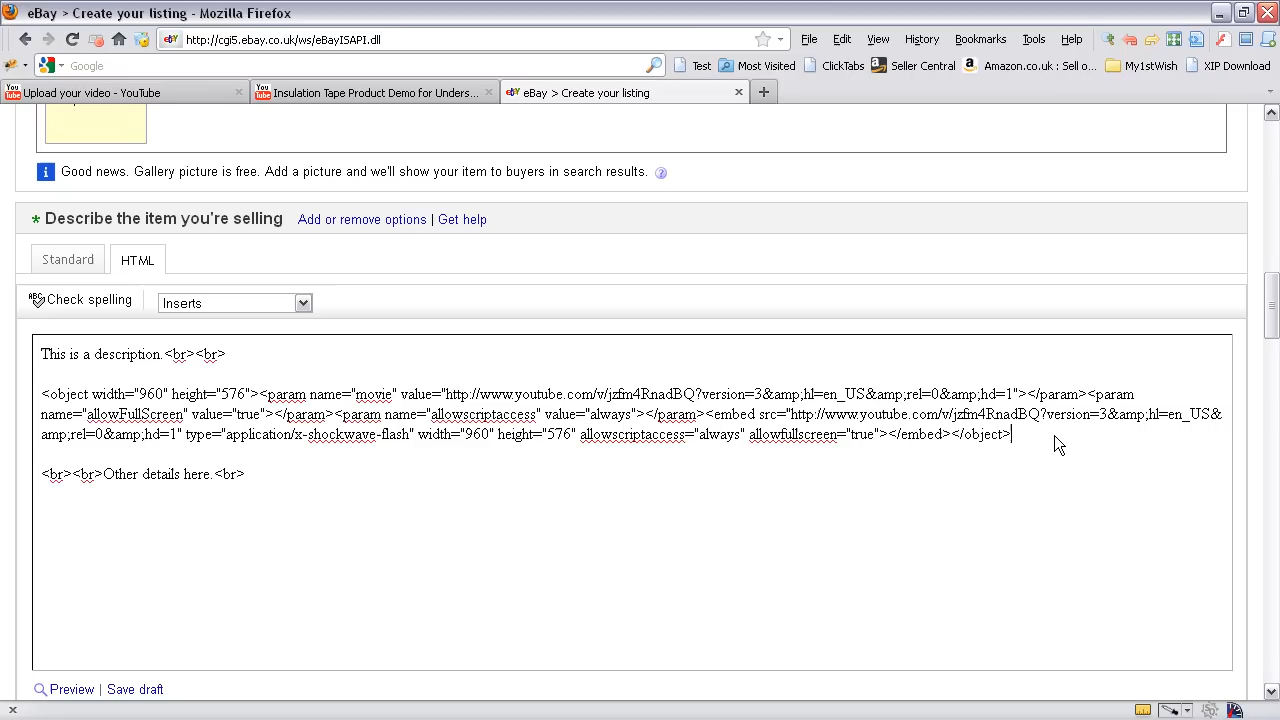 eBay > Create your listing - Mozilla Firefox
eBY http://cgi5.ebay.co.uk/ws/eBayISAPI.dll File Edit View History Bookmarks Tools Help
Google Test Most Visited ClickTabs Seller Central Amazon.co.uk : Sell o... My1stWish XIP Download
Upload your video - YouTube Insulation Tape Product Demo for Unders... eBay > Create your listing
Good news. Gallery picture is free. Add a picture and we'll show your item to buyers in search results.
* Describe the item you're selling Add or remove options | Get help
Standard HTML
ABC Check spelling Inserts
This is a description.<br><br>
<object width="960" height="576"><param name="movie" value="http://www.youtube.com/v/jzfm4RnadBQ?version=3&amp;hl=en_US&amp;rel=0&amp;hd=1"></param><param
name="allowFullScreen" value="true"></param><param name="allowscriptaccess" value="always"></param><embed src="http://www.youtube.com/v/jzfm4RnadBQ?version=3&amp;hl=en_US&
amp;rel=0&amp;hd=1" type="application/x-shockwave-flash" width="960" height="576" allowscriptaccess="always" allowfullscreen="true"></embed></object>
<br><br>Other details here.<br>
Preview | Save draft